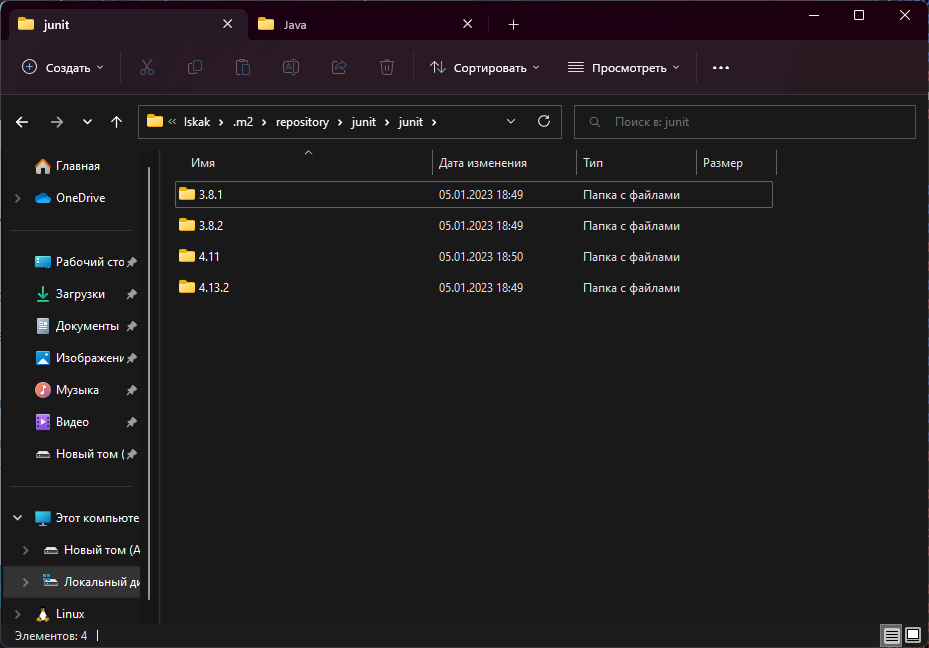 junit
Java
Создать
Сортировать
Просмотреть
« Iskak › .m2 › repository › junit › junit ›
Поиск в: junit
Имя
Дата изменения
Тип
Размер
3.8.1 05.01.2023 18:49 Папка с файлами
3.8.2 05.01.2023 18:49 Папка с файлами
4.11 05.01.2023 18:50 Папка с файлами
4.13.2 05.01.2023 18:49 Папка с файлами
Главная
OneDrive
Рабочий сто
Загрузки
Документы
Изображени
Музыка
Видео
Новый том (
Этот компьюте
Новый том (A
Локальный ди
Linux
Элементов: 4